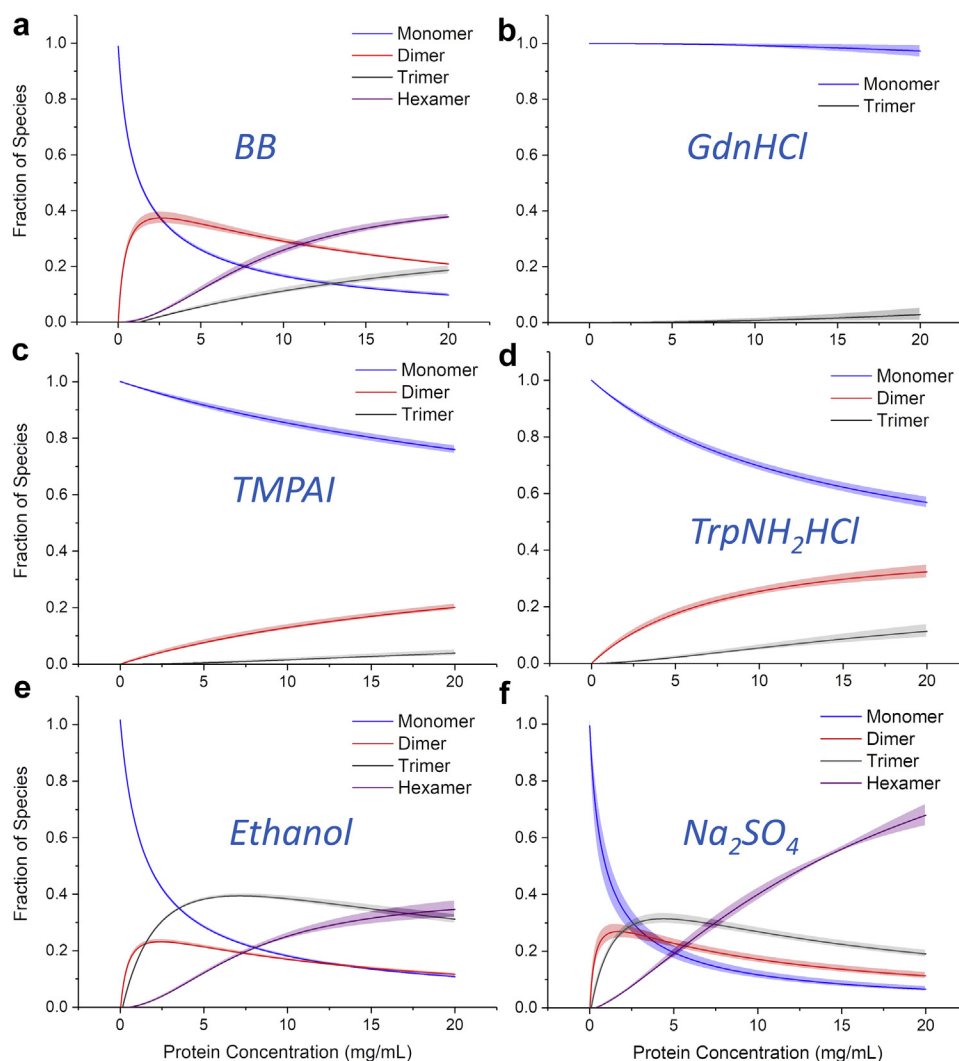 a
Monomer
Dimer
Trimer
Hexamer
BB
Fraction of Species
1.0
0.8
0.6
0.4
0.2
0.0
0 5 10 15 20
b
Monomer
Trimer
GdnHCl
1.0
0.8
0.6
0.4
0.2
0.0
0 5 10 15 20
c
Monomer
Dimer
Trimer
TMPAI
Fraction of Species
1.0
0.8
0.6
0.4
0.2
0.0
0 5 10 15 20
d
Monomer
Dimer
Trimer
TrpNH₂HCl
1.0
0.8
0.6
0.4
0.2
0.0
0 5 10 15 20
e
Monomer
Dimer
Trimer
Hexamer
Ethanol
Fraction of Species
1.0
0.8
0.6
0.4
0.2
0.0
0 5 10 15 20
Protein Concentration (mg/mL)
f
Monomer
Dimer
Trimer
Hexamer
Na₂SO₄
1.0
0.8
0.6
0.4
0.2
0.0
0 5 10 15 20
Protein Concentration (mg/mL)